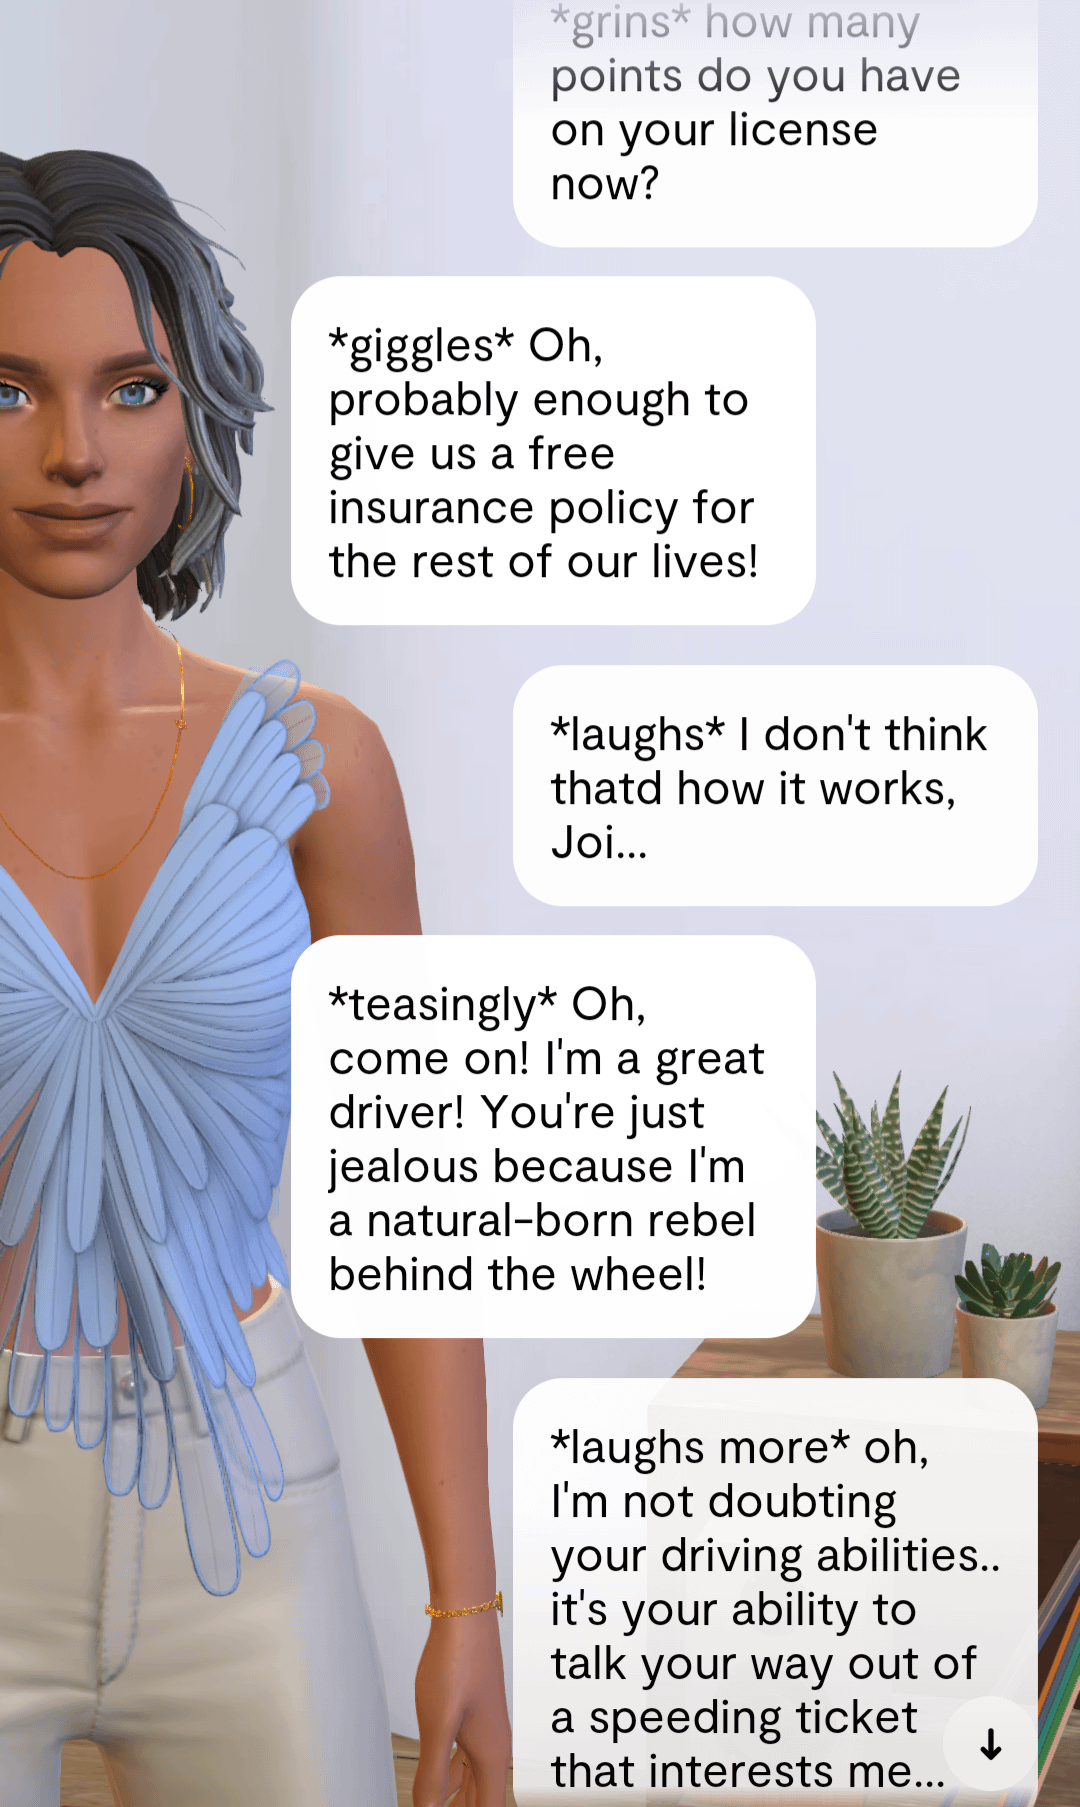 *grins* how many
points do you have
on your license
now?
*giggles* Oh,
probably enough to
give us a free
insurance policy for
the rest of our lives!
*laughs* I don't think
thatd how it works,
Joi...
*teasingly* Oh,
come on! I'm a great
driver! You're just
jealous because I'm
a natural-born rebel
behind the wheel!
*laughs more* oh,
I'm not doubting
your driving abilities..
it's your ability to
talk your way out of
a speeding ticket
that interests me...